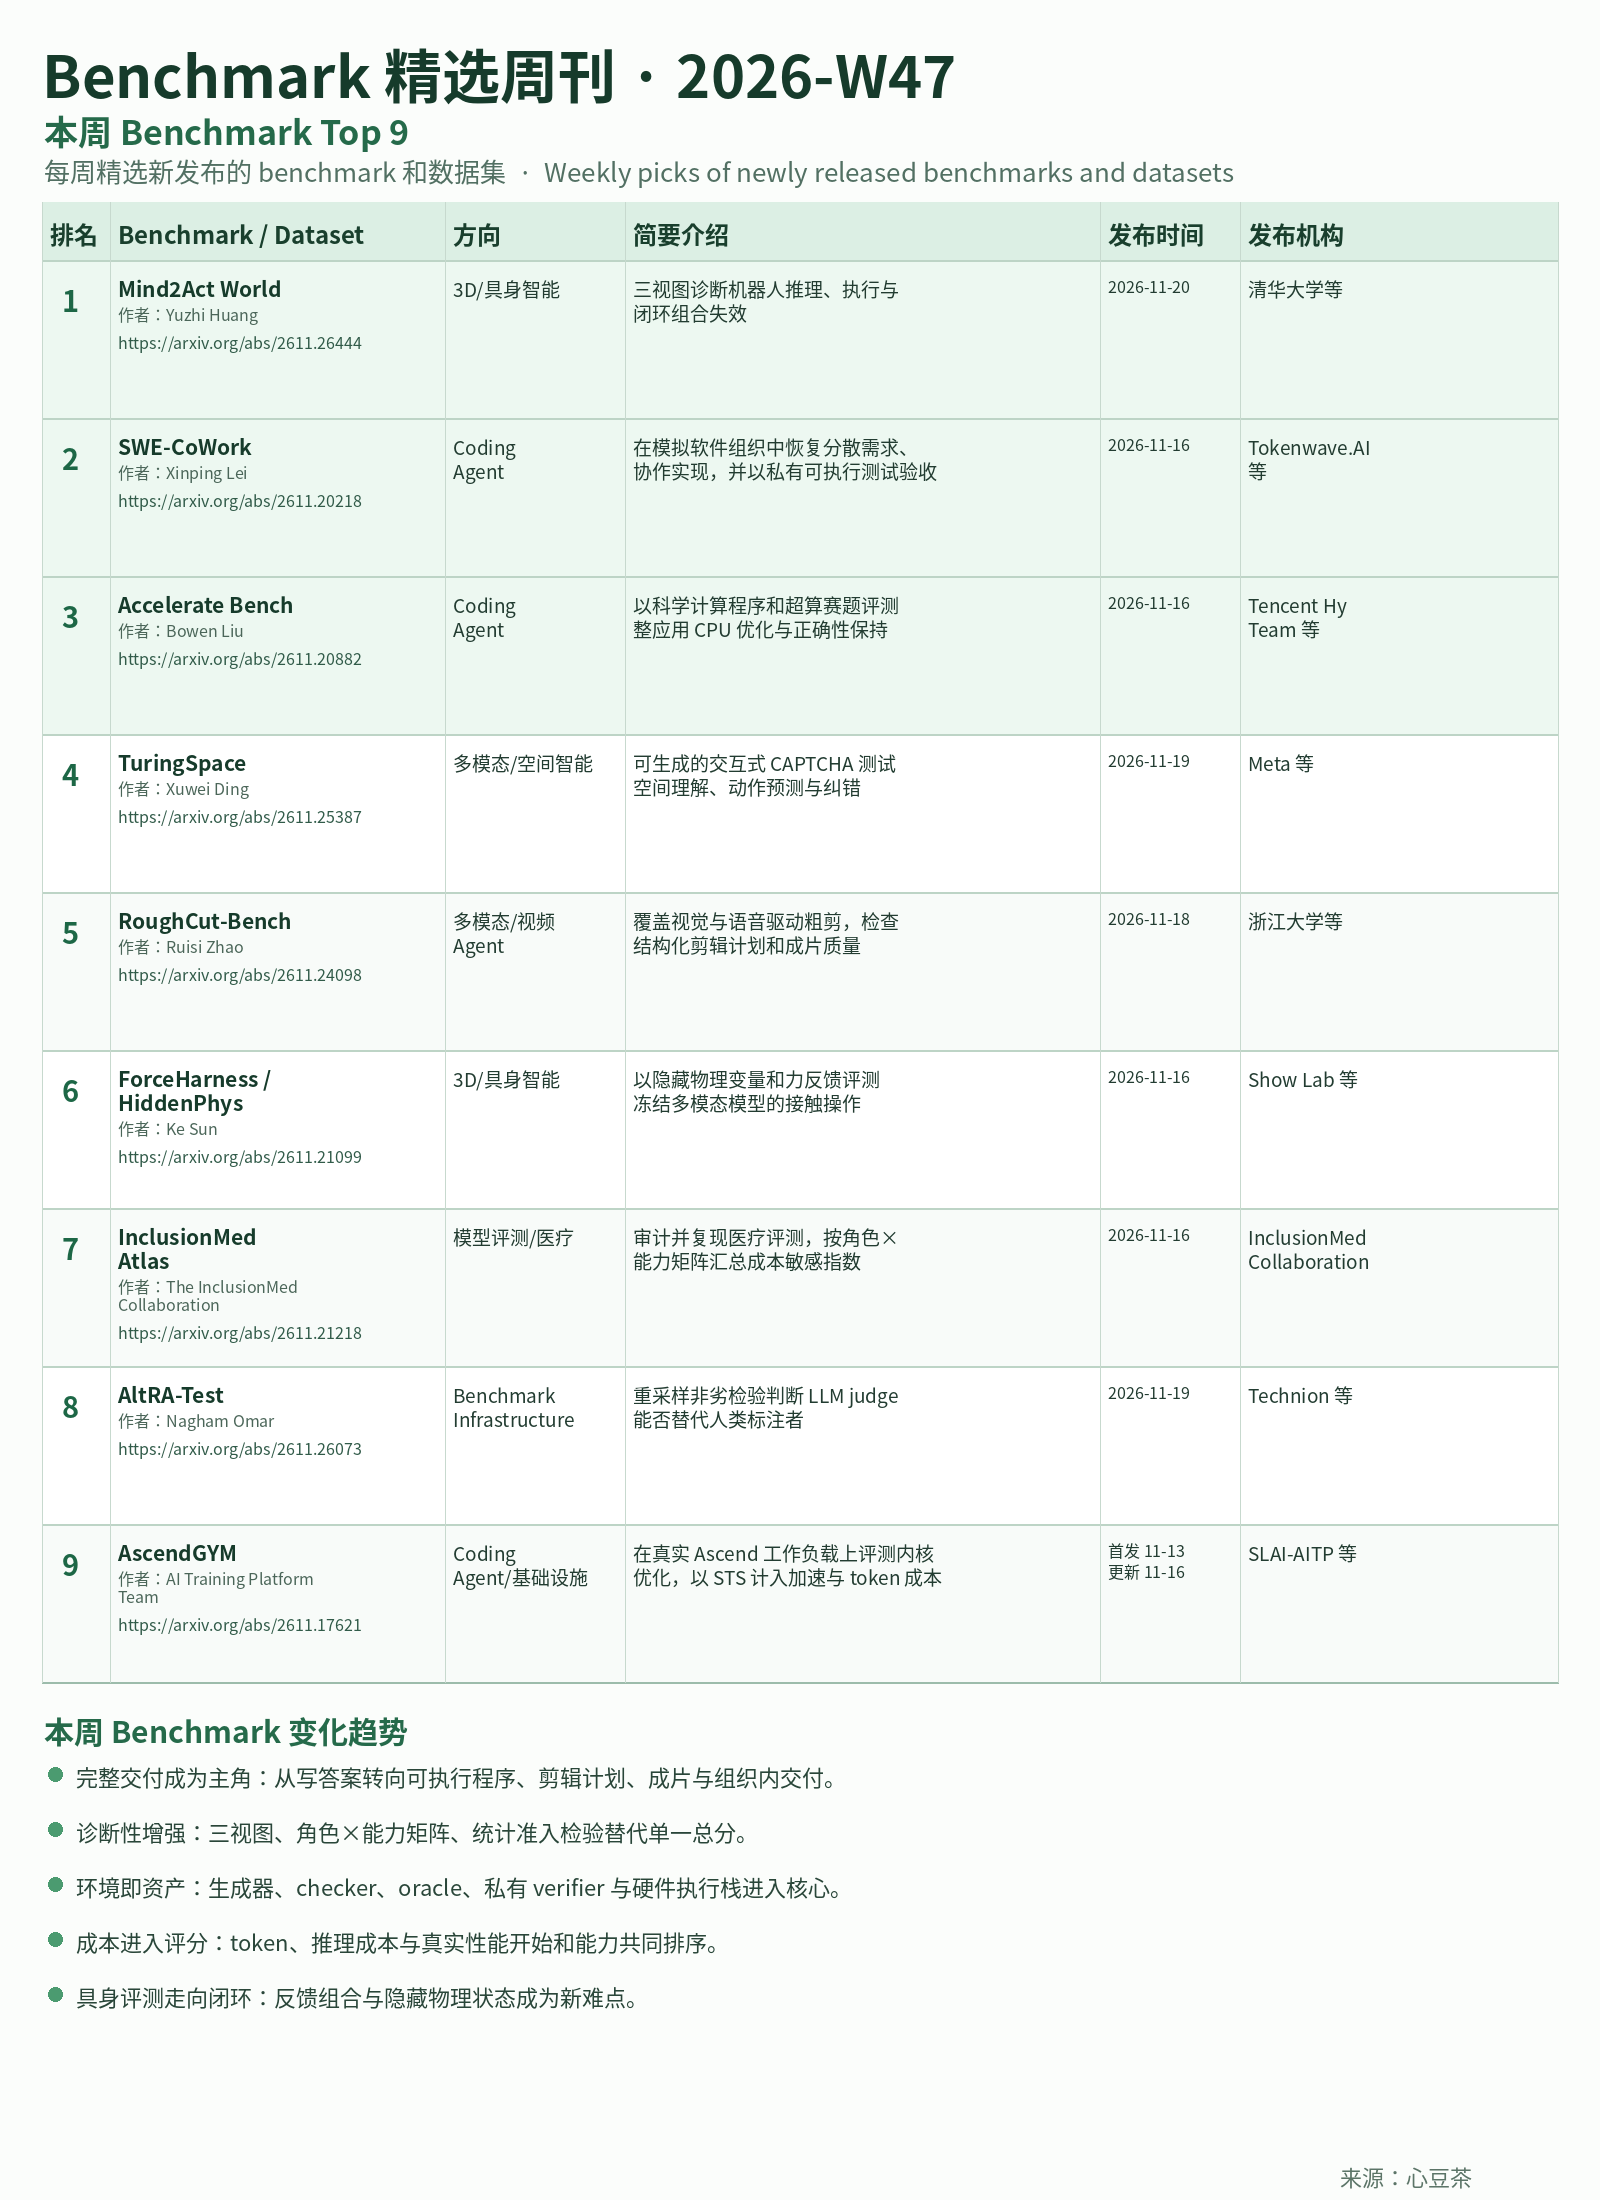 Benchmark 精选周刊 · 2026-W47
本周 Benchmark Top 9
每周精选新发布的 benchmark 和数据集 · Weekly picks of newly released benchmarks and datasets
排名 Benchmark / Dataset 方向 简要介绍 发布时间 发布机构
1
Mind2Act World
作者：Yuzhi Huang
https://arxiv.org/abs/2611.26444
3D/具身智能
三视图诊断机器人推理、执行与
闭环组合失效
2026-11-20
清华大学等
2
SWE-CoWork
作者：Xinping Lei
https://arxiv.org/abs/2611.20218
Coding
Agent
在模拟软件组织中恢复分散需求、
协作实现，并以私有可执行测试验收
2026-11-16
Tokenwave.AI
等
3
Accelerate Bench
作者：Bowen Liu
https://arxiv.org/abs/2611.20882
Coding
Agent
以科学计算程序和超算赛题评测
整应用 CPU 优化与正确性保持
2026-11-16
Tencent Hy
Team 等
4
TuringSpace
作者：Xuwei Ding
https://arxiv.org/abs/2611.25387
多模态/空间智能
可生成的交互式 CAPTCHA 测试
空间理解、动作预测与纠错
2026-11-19
Meta 等
5
RoughCut-Bench
作者：Ruisi Zhao
https://arxiv.org/abs/2611.24098
多模态/视频
Agent
覆盖视觉与语音驱动粗剪，检查
结构化剪辑计划和成片质量
2026-11-18
浙江大学等
6
ForceHarness /
HiddenPhys
作者：Ke Sun
https://arxiv.org/abs/2611.21099
3D/具身智能
以隐藏物理变量和力反馈评测
冻结多模态模型的接触操作
2026-11-16
Show Lab 等
7
InclusionMed
Atlas
作者：The InclusionMed
Collaboration
https://arxiv.org/abs/2611.21218
模型评测/医疗
审计并复现医疗评测，按角色×
能力矩阵汇总成本敏感指数
2026-11-16
InclusionMed
Collaboration
8
AltRA-Test
作者：Nagham Omar
https://arxiv.org/abs/2611.26073
Benchmark
Infrastructure
重采样非劣检验判断 LLM judge
能否替代人类标注者
2026-11-19
Technion 等
9
AscendGYM
作者：AI Training Platform
Team
https://arxiv.org/abs/2611.17621
Coding
Agent/基础设施
在真实 Ascend 工作负载上评测内核
优化，以 STS 计入加速与 token 成本
首发 11-13
更新 11-16
SLAI-AITP 等
本周 Benchmark 变化趋势
完整交付成为主角：从写答案转向可执行程序、剪辑计划、成片与组织内交付。
诊断性增强：三视图、角色×能力矩阵、统计准入检验替代单一总分。
环境即资产：生成器、checker、oracle、私有 verifier 与硬件执行栈进入核心。
成本进入评分：token、推理成本与真实性能开始和能力共同排序。
具身评测走向闭环：反馈组合与隐藏物理状态成为新难点。
来源：心豆茶